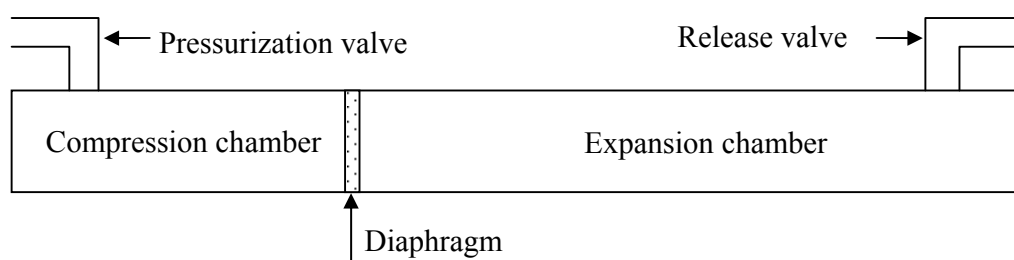 Pressurization valve
Release valve
Compression chamber
Expansion chamber
Diaphragm